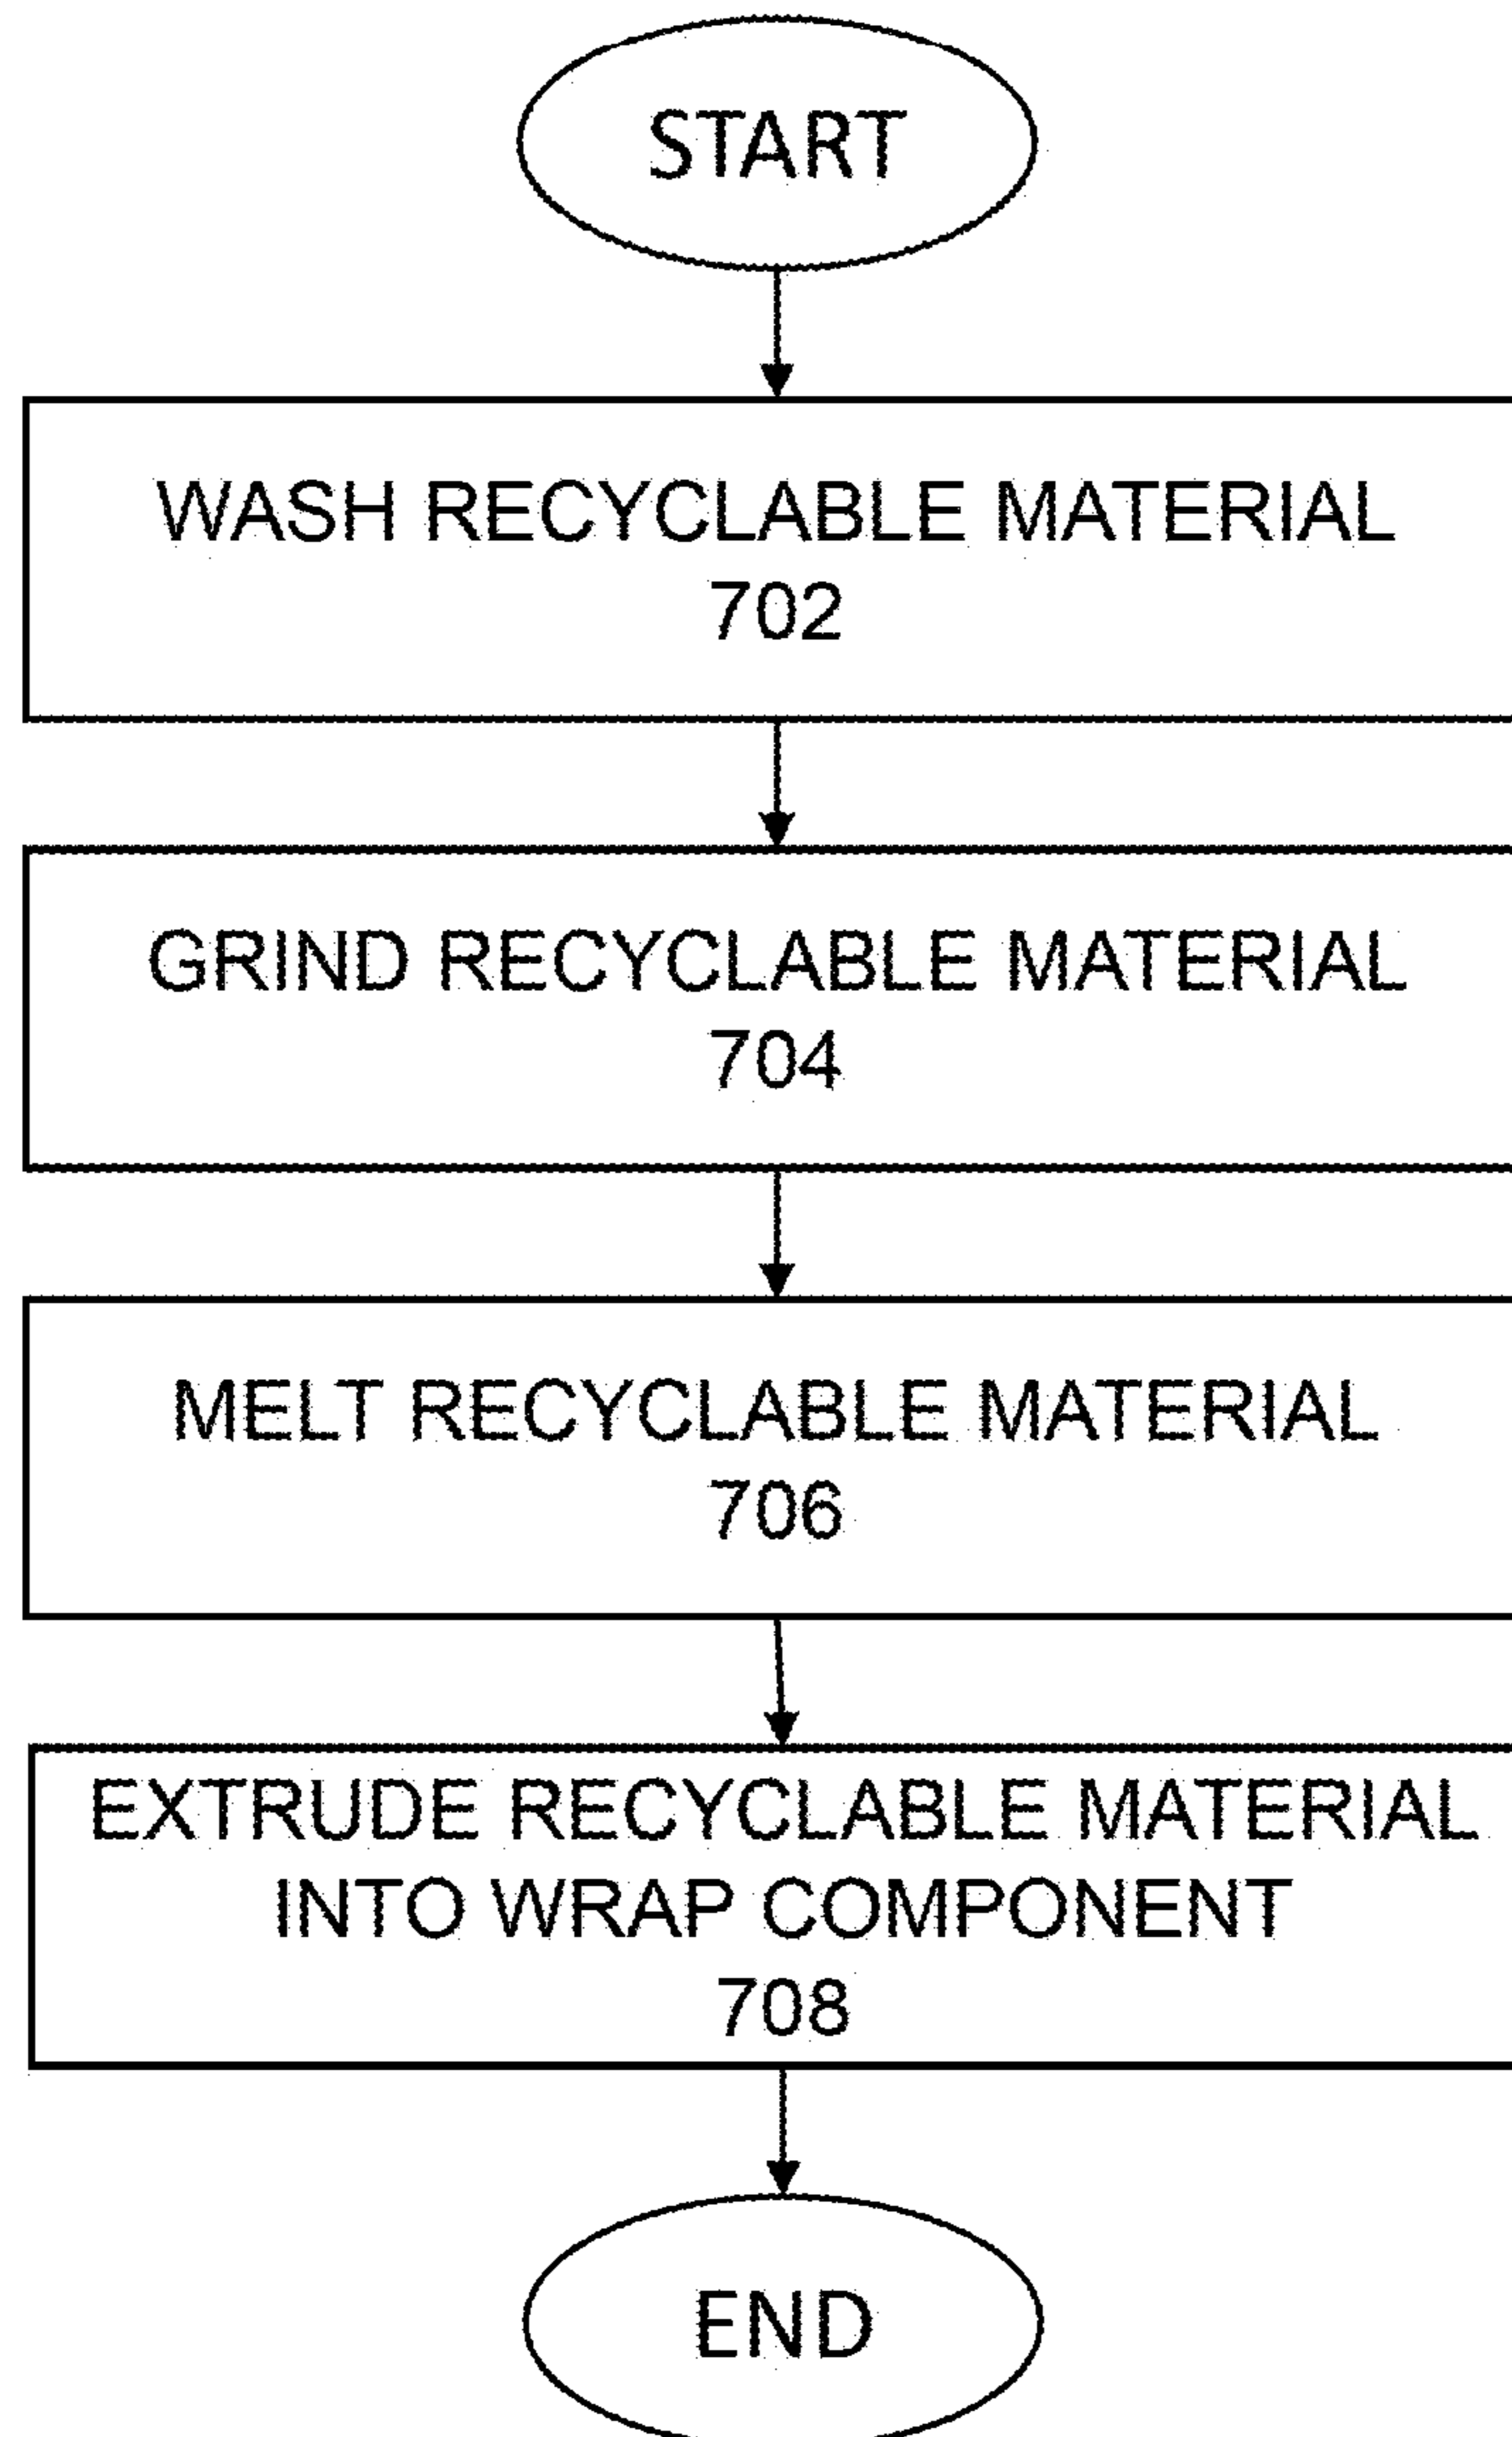 START
WASH RECYCLABLE MATERIAL
702
GRIND RECYCLABLE MATERIAL
704
MELT RECYCLABLE MATERIAL
706
EXTRUDE RECYCLABLE MATERIAL
INTO WRAP COMPONENT
708
END